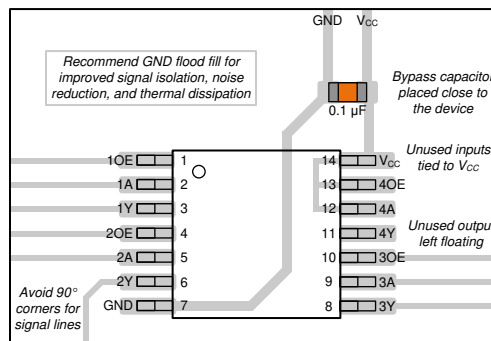 GND VCC
Recommend GND flood fill for
improved signal isolation, noise
reduction, and thermal dissipation
Bypass capacitor
placed close to
the device
0.1 µF
Unused inputs
tied to VCC
1OE 1 14 VCC
1A 2 13 4OE
1Y 3 12 4A
2OE 4 11 4Y
Unused output
left floating
2A 5 10 3OE
2Y 6 9 3A
GND 7 8 3Y
Avoid 90°
corners for
signal lines